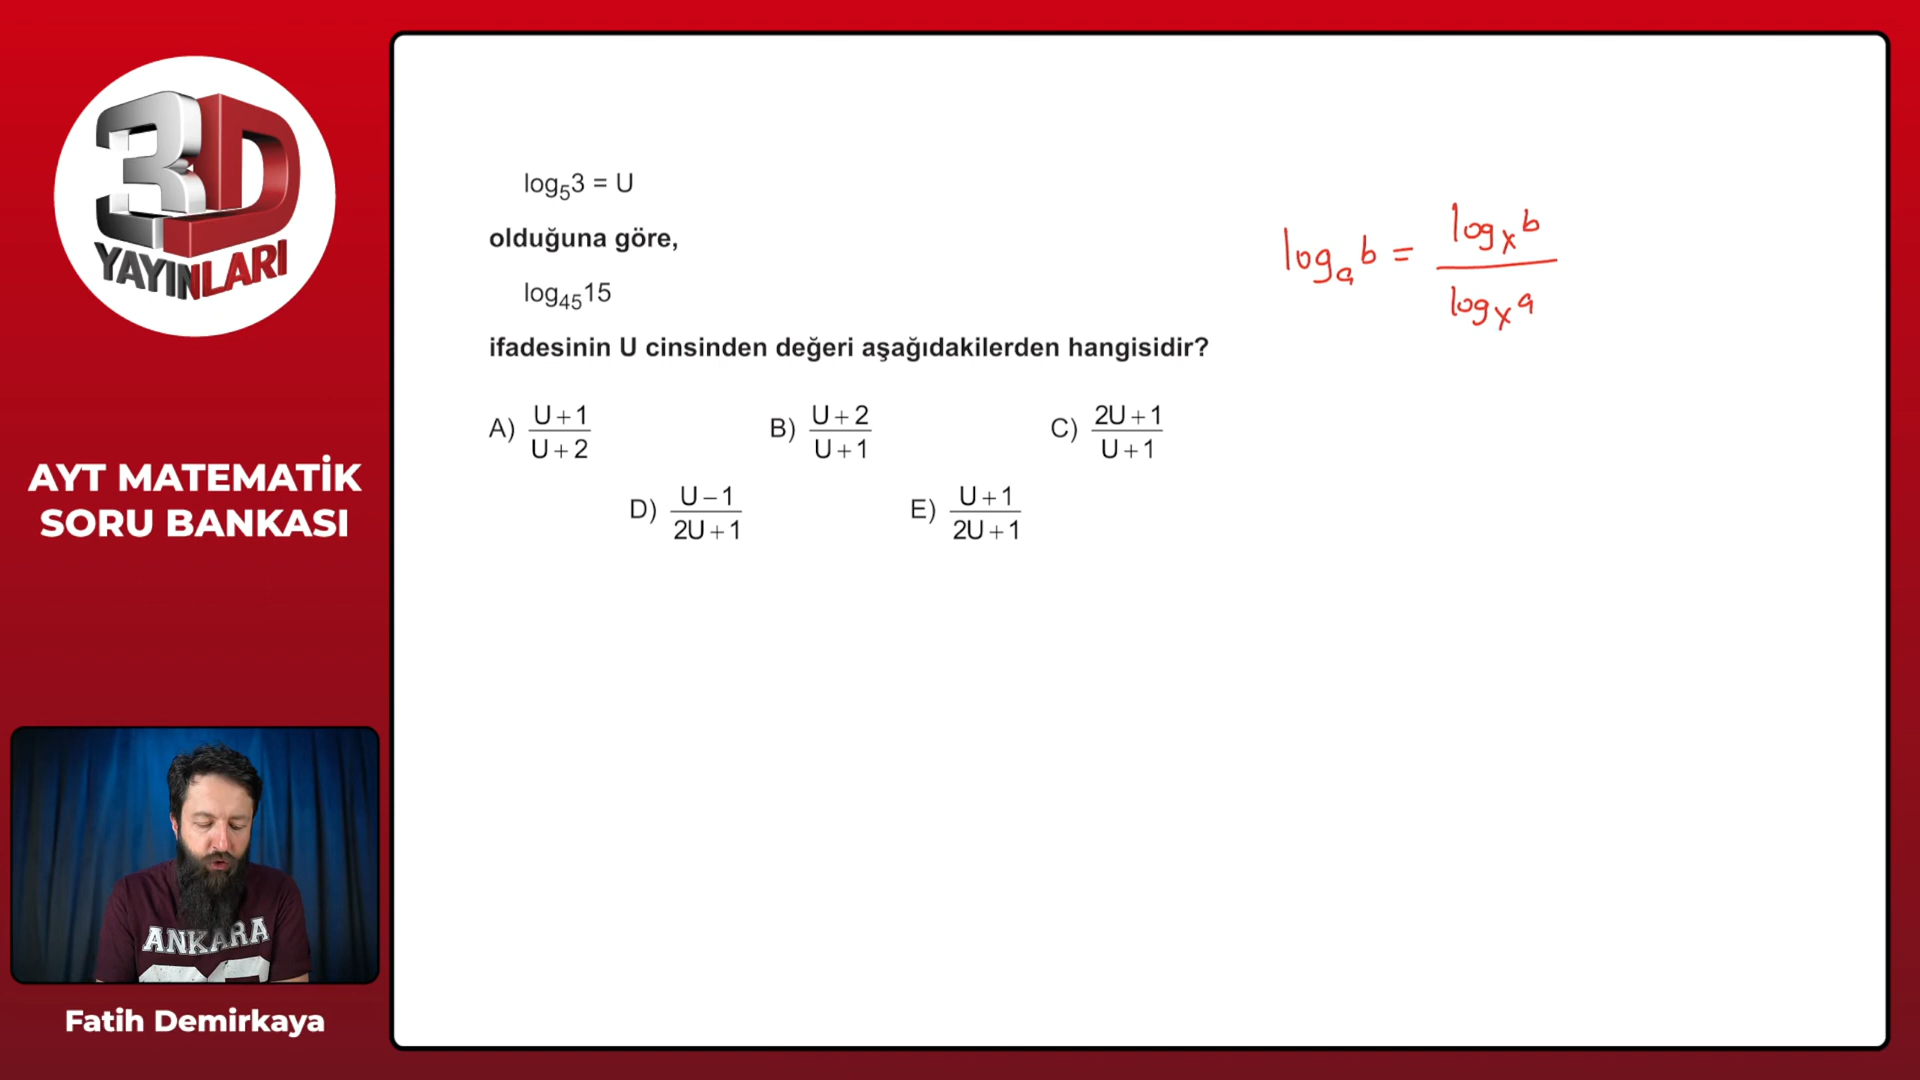 3D
YAYINLARI
AYT MATEMATİK
SORU BANKASI
ANKARA
Fatih Demirkaya
log₅3 = U
olduğuna göre,
log₄₅15
ifadesinin U cinsinden değeri aşağıdakilerden hangisidir?
A) (U + 1)/(U + 2) B) (U + 2)/(U + 1) C) (2U + 1)/(U + 1)
D) (U − 1)/(2U + 1) E) (U + 1)/(2U + 1)
logₐb = (logₓb)/(logₓa)